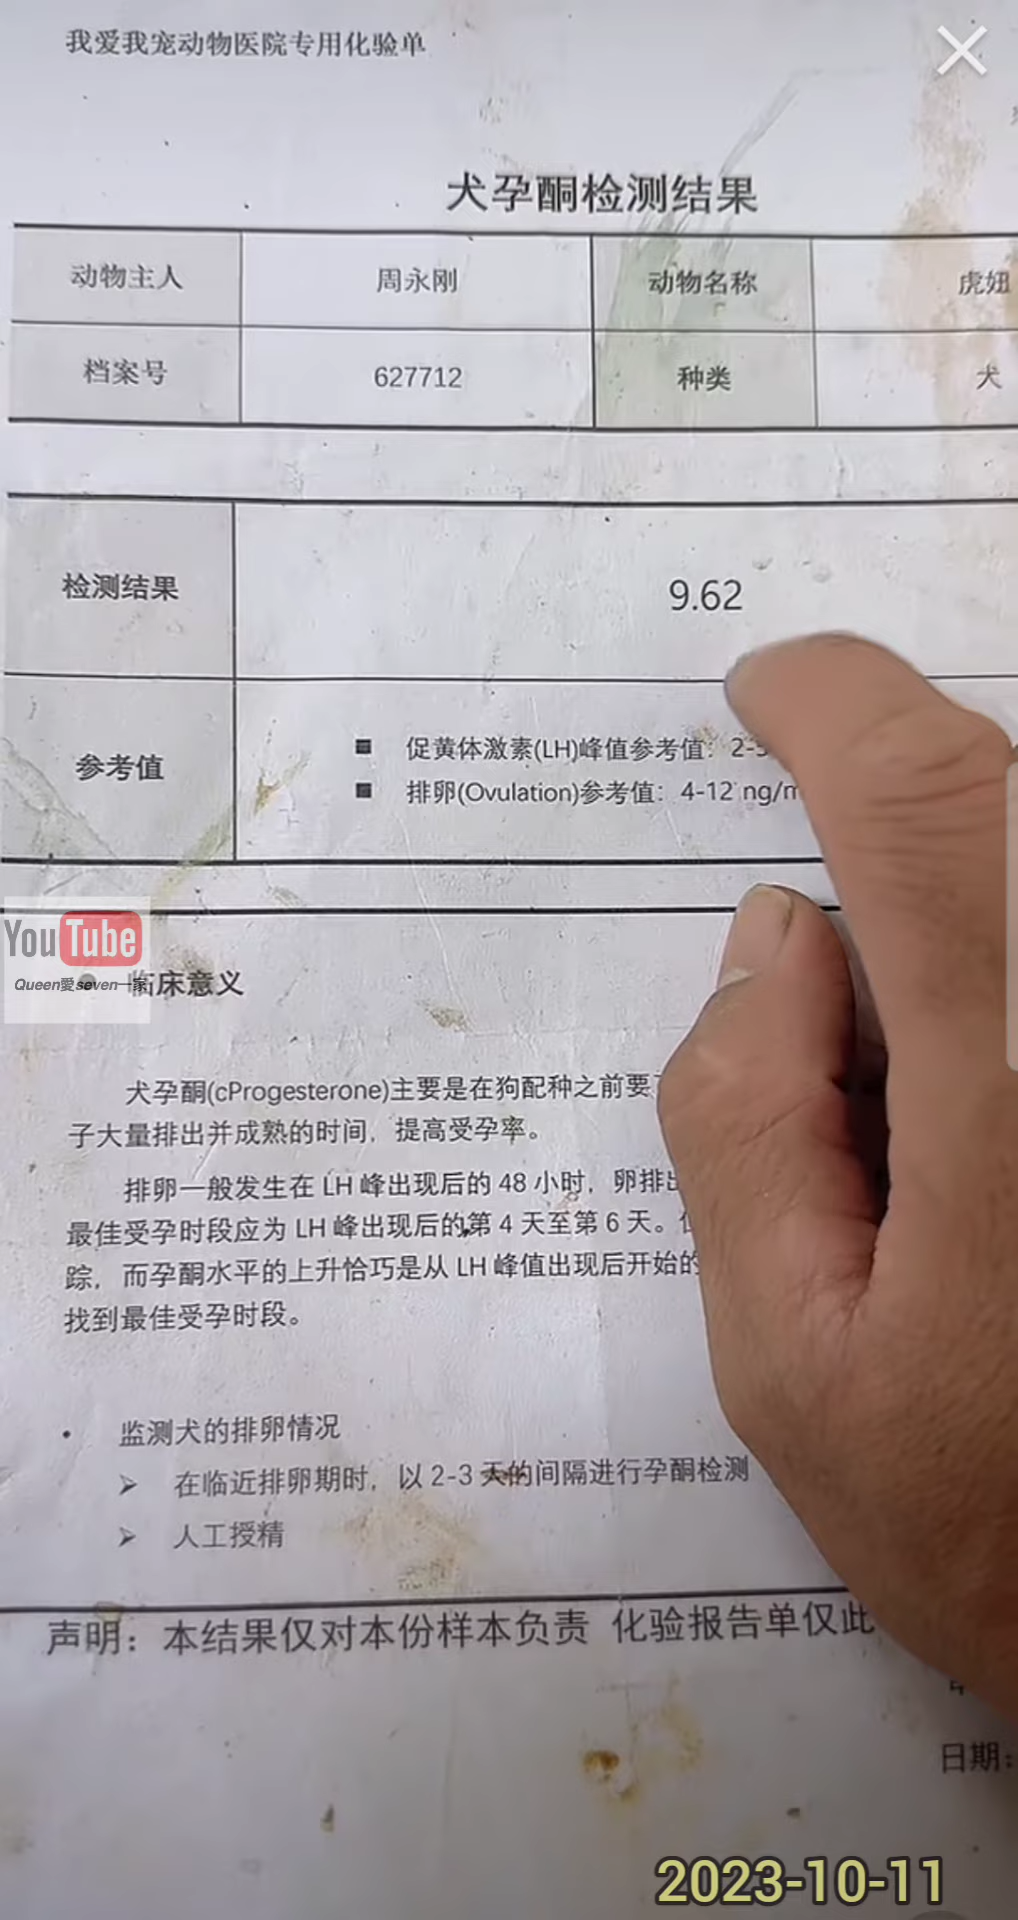 我爱我宠动物医院专用化验单
犬孕酮检测结果
动物主人 周永刚 动物名称 虎妞
档案号 627712 种类 犬
检测结果 9.62
参考值
■ 促黄体激素(LH)峰值参考值：2-3
■ 排卵(Ovulation)参考值：4-12 ng/m
YouTube
Queen愛seven一家
临床意义
犬孕酮(cProgesterone)主要是在狗配种之前要
子大量排出并成熟的时间，提高受孕率。
排卵一般发生在 LH 峰出现后的 48 小时，卵排出
最佳受孕时段应为 LH 峰出现后的第 4 天至第 6 天。
踪，而孕酮水平的上升恰巧是从 LH 峰值出现后开始的
找到最佳受孕时段。
• 监测犬的排卵情况
➢ 在临近排卵期时，以 2-3 天的间隔进行孕酮检测
➢ 人工授精
声明：本结果仅对本份样本负责 化验报告单仅此
日期：
2023-10-11